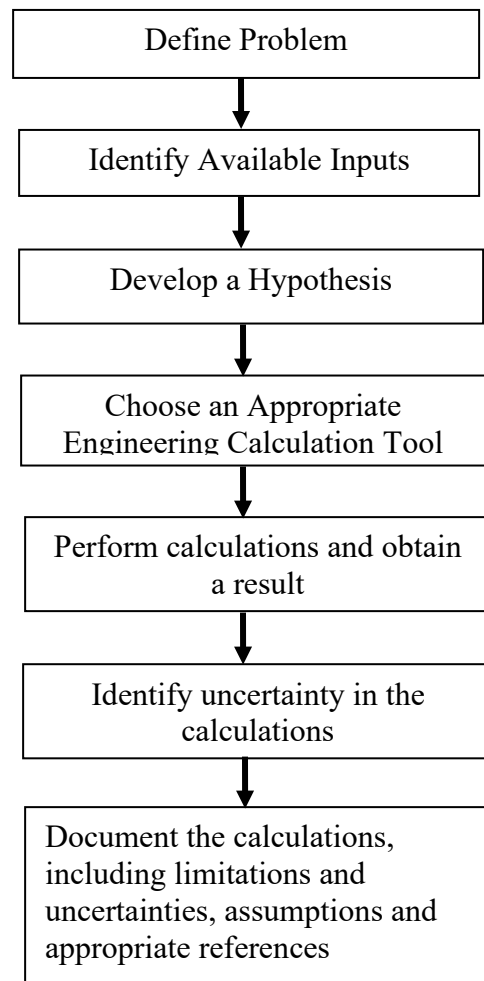 Define Problem
Identify Available Inputs
Develop a Hypothesis
Choose an Appropriate
Engineering Calculation Tool
Perform calculations and obtain
a result
Identify uncertainty in the
calculations
Document the calculations,
including limitations and
uncertainties, assumptions and
appropriate references